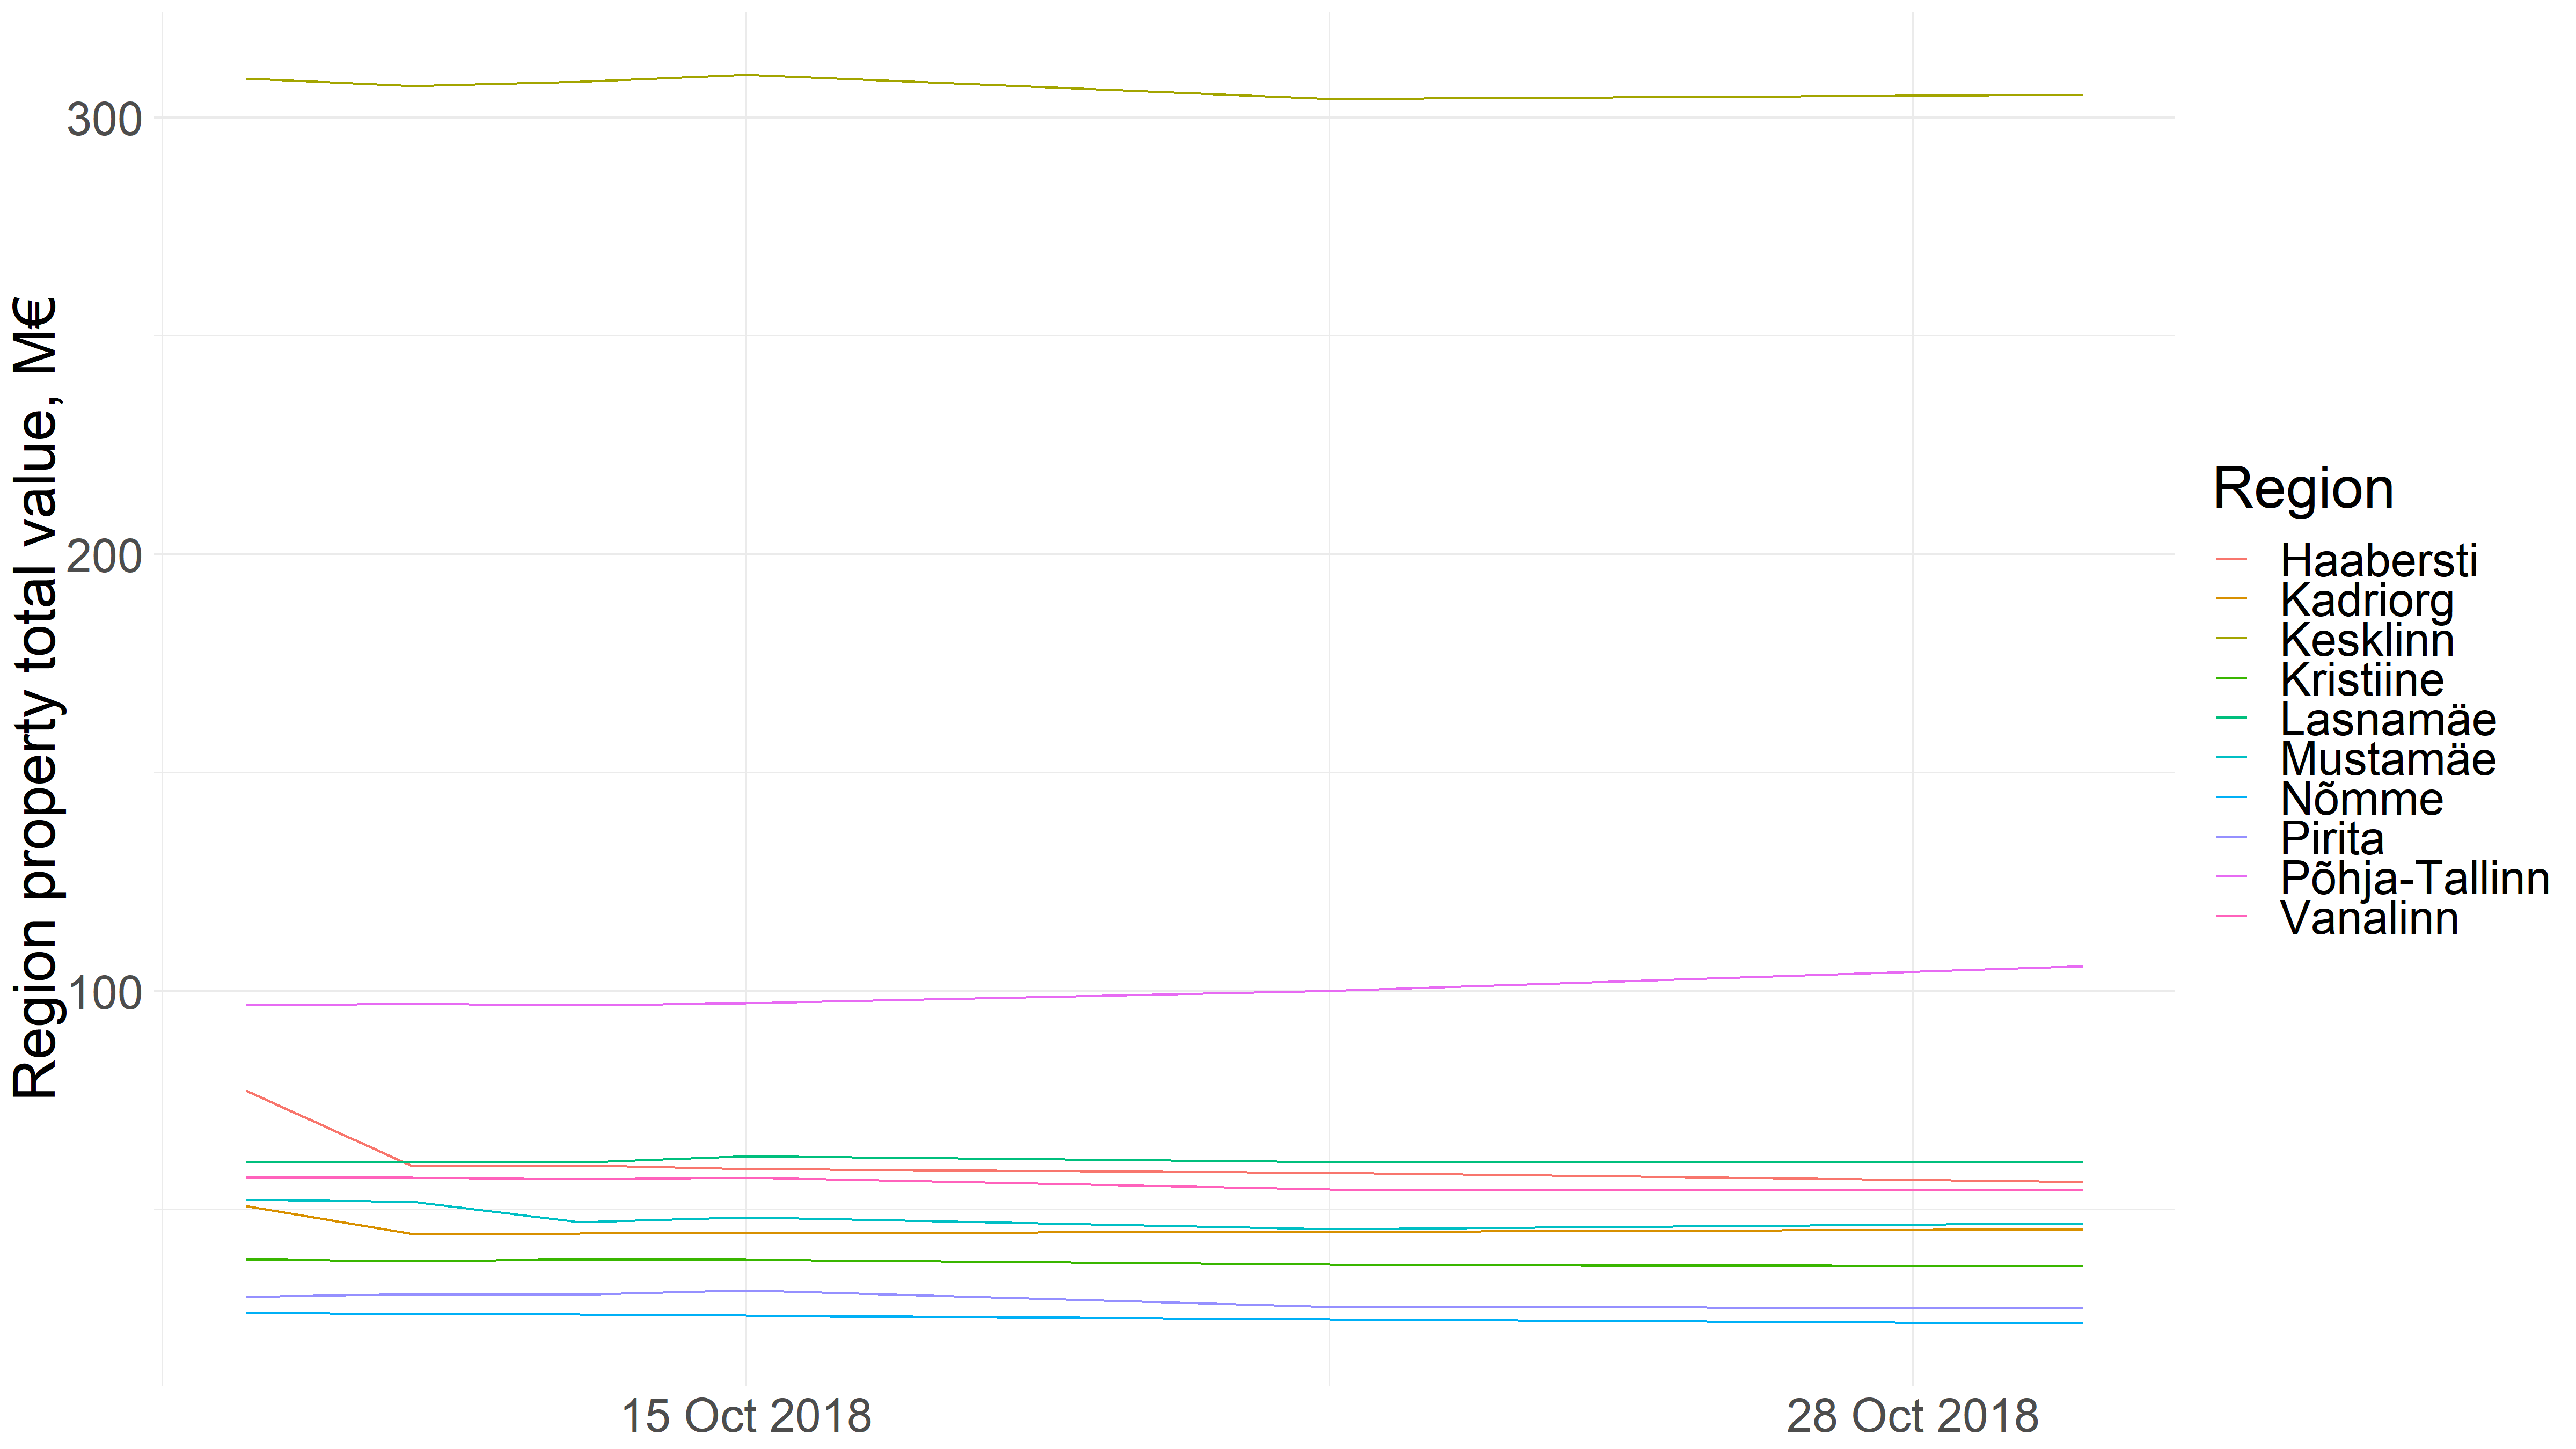 Region property total value, M€
300
200
100
15 Oct 2018
28 Oct 2018
Region
Haabersti
Kadriorg
Kesklinn
Kristiine
Lasnamäe
Mustamäe
Nõmme
Pirita
Põhja-Tallinn
Vanalinn